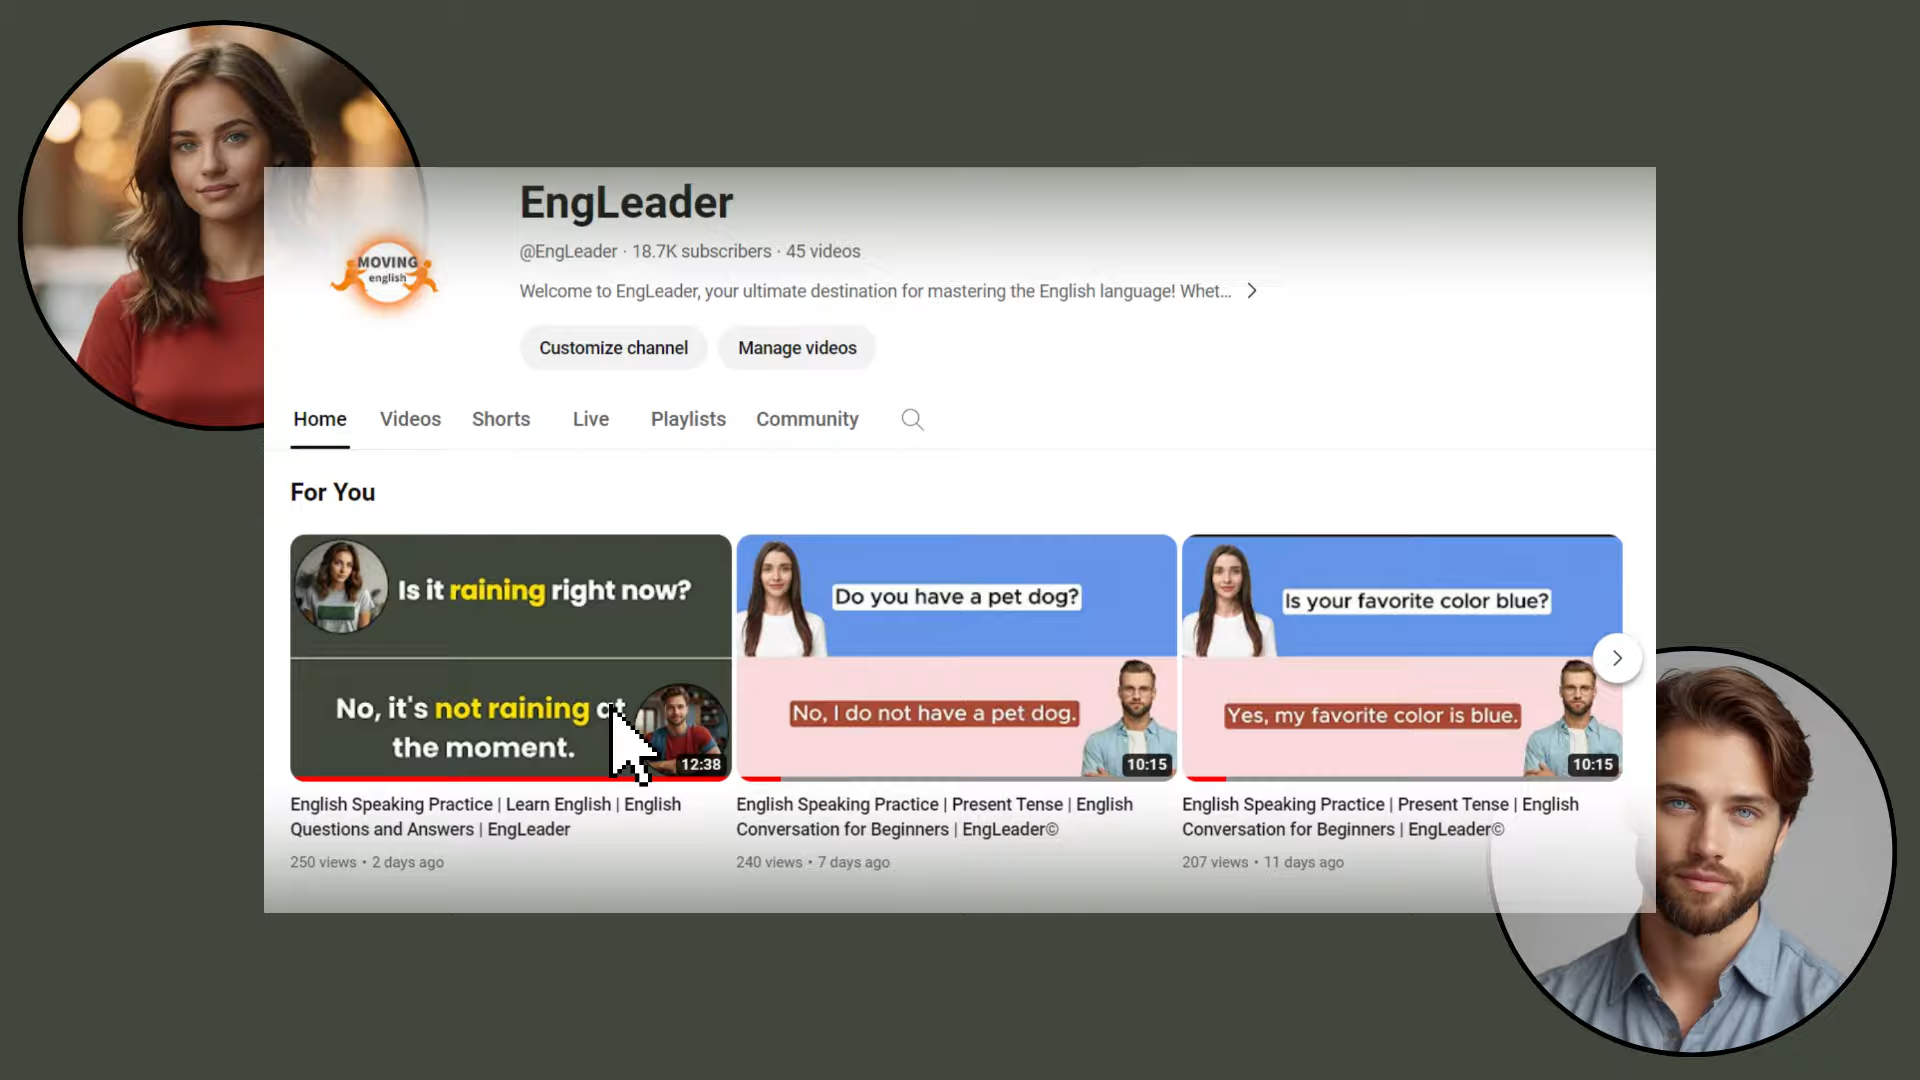 EngLeader
@EngLeader · 18.7K subscribers · 45 videos
Welcome to EngLeader, your ultimate destination for mastering the English language! Whet...
MOVING
english
Customize channel
Manage videos
Home Videos Shorts Live Playlists Community
For You
Is it raining right now?
No, it's not raining at
the moment.
12:38
Do you have a pet dog?
No, I do not have a pet dog.
10:15
Is your favorite color blue?
Yes, my favorite color is blue.
10:15
English Speaking Practice | Learn English | English
Questions and Answers | EngLeader
250 views • 2 days ago
English Speaking Practice | Present Tense | English
Conversation for Beginners | EngLeader©
240 views • 7 days ago
English Speaking Practice | Present Tense | English
Conversation for Beginners | EngLeader©
207 views • 11 days ago